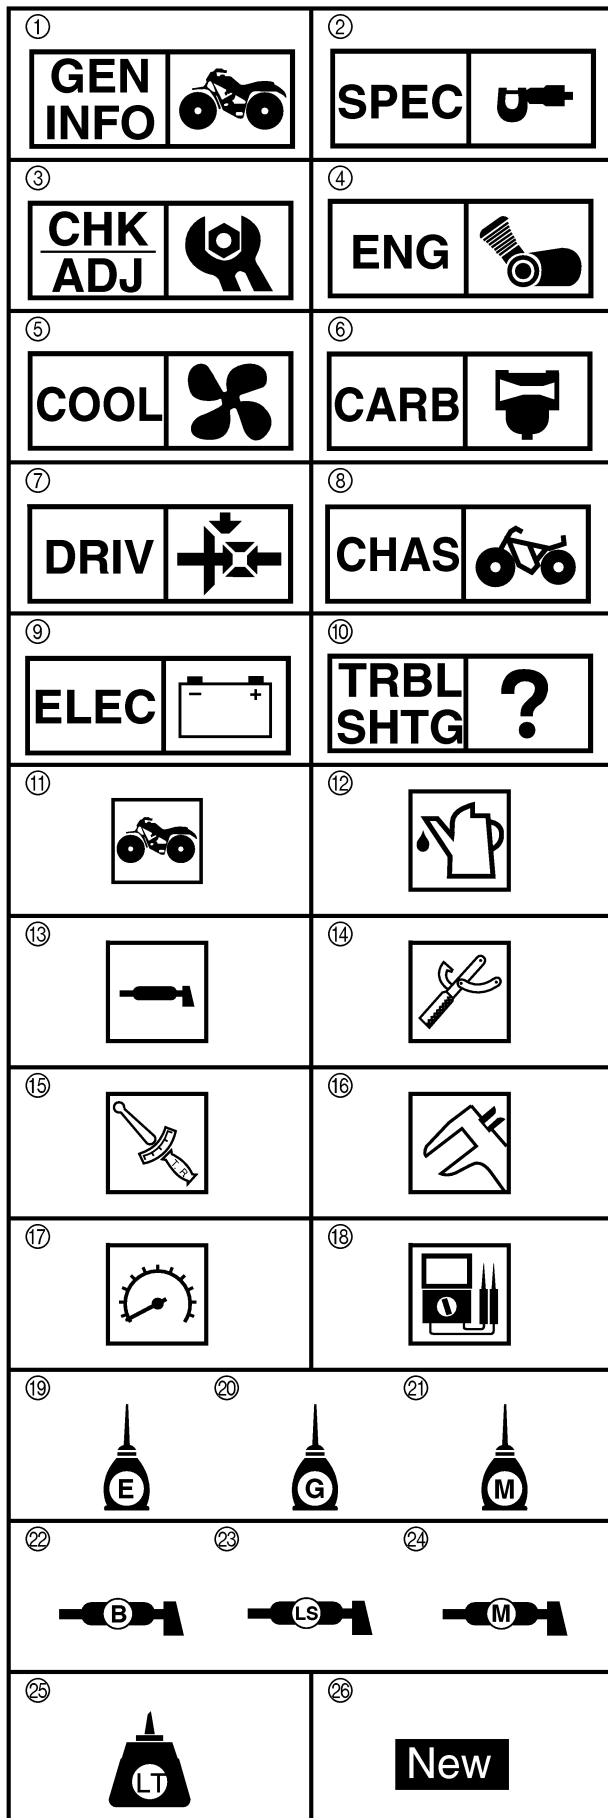 ① ②
GEN
INFO
SPEC
③ ④
CHK
ADJ
ENG
⑤ ⑥
COOL
CARB
⑦ ⑧
DRIV
CHAS
⑨ ⑩
ELEC
− +
TRBL
SHTG
?
⑪ ⑫
⑬ ⑭
⑮ ⑯
T.R.
⑰ ⑱
⑲ ⑳ ㉑
E G M
㉒ ㉓ ㉔
B LS M
㉕ ㉖
LT
New